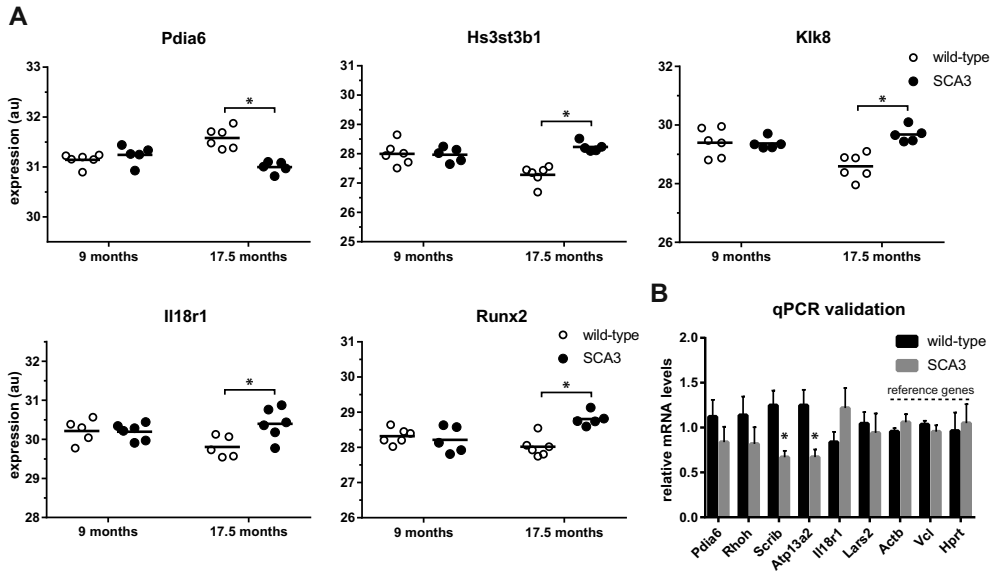 A
Pdia6
expression (au)
33
32
31
30
9 months
17.5 months
*
Hs3st3b1
31
30
29
28
27
26
25
9 months
17.5 months
*
Klk8
wild-type
SCA3
32
30
28
26
9 months
17.5 months
*
Il18r1
expression (au)
32
31
30
29
28
9 months
17.5 months
*
Runx2
wild-type
SCA3
31
30
29
28
27
26
9 months
17.5 months
*
B
qPCR validation
wild-type
SCA3
reference genes
relative mRNA levels
2.0
1.5
1.0
0.5
0.0
* *
Pdia6
Rhoh
Scrib
Atp13a2
Il18r1
Lars2
Actb
Vcl
Hprt